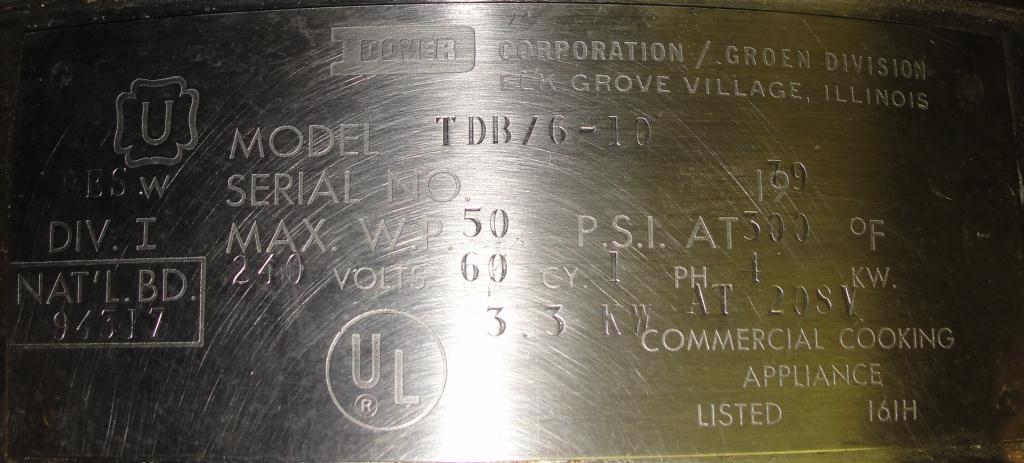 DOVER CORPORATION / GROEN DIVISION
ELK GROVE VILLAGE, ILLINOIS
U
MODEL TDB/6-10
W SERIAL NO. 139
DIV. I MAX. W.P. 50 P.S.I. AT 300 °F
240 VOLTS 60 CY. 1 PH. 4 KW.
NAT'L. BD.
94317
3.3 KW AT 208V
UL ®
COMMERCIAL COOKING
APPLIANCE
LISTED 161H